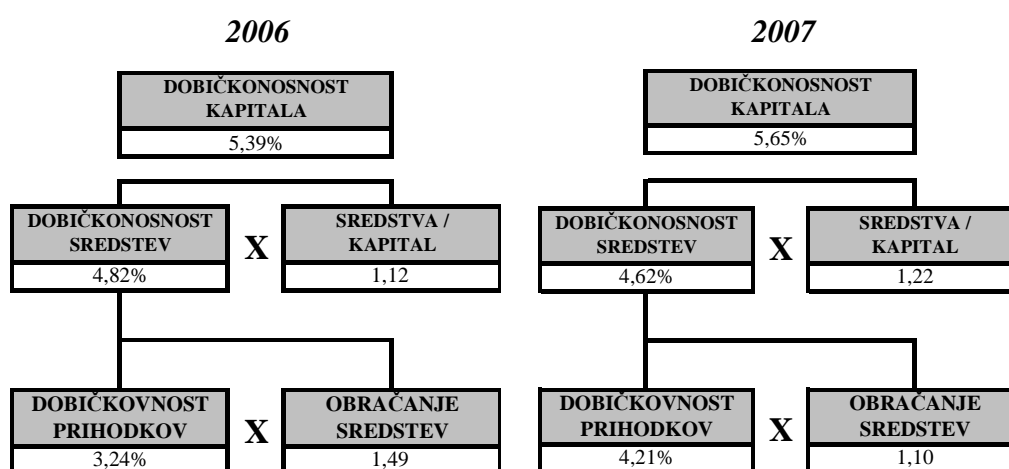 2006
DOBIČKONOSNOST
KAPITALA
5,39%
DOBIČKONOSNOST
SREDSTEV
4,82%
X
SREDSTVA /
KAPITAL
1,12
DOBIČKOVNOST
PRIHODKOV
3,24%
X
OBRAČANJE
SREDSTEV
1,49
2007
DOBIČKONOSNOST
KAPITALA
5,65%
DOBIČKONOSNOST
SREDSTEV
4,62%
X
SREDSTVA /
KAPITAL
1,22
DOBIČKOVNOST
PRIHODKOV
4,21%
X
OBRAČANJE
SREDSTEV
1,10